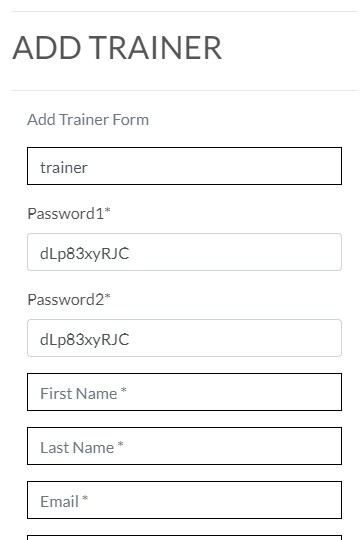 ADD TRAINER
Add Trainer Form
trainer
Password1*
dLp83xyRJC
Password2*
dLp83xyRJC
First Name *
Last Name *
Email *